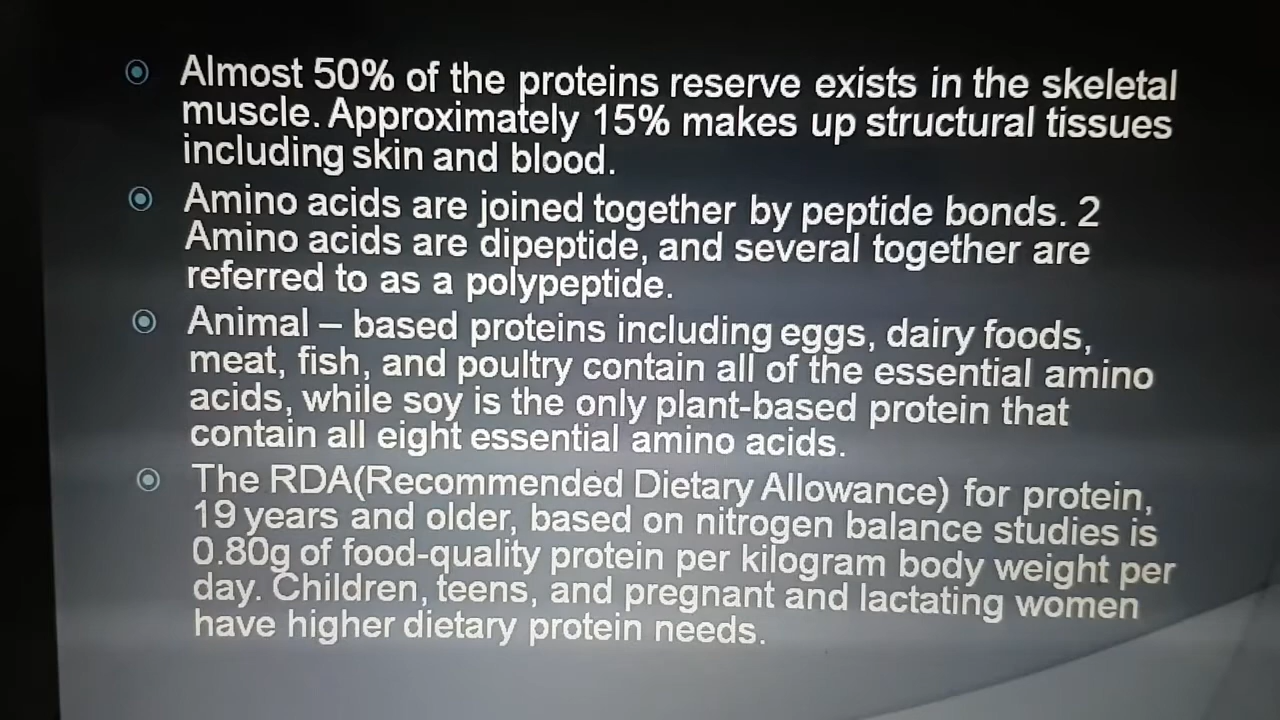 Almost 50% of the proteins reserve exists in the skeletal
muscle. Approximately 15% makes up structural tissues
including skin and blood.
Amino acids are joined together by peptide bonds. 2
Amino acids are dipeptide, and several together are
referred to as a polypeptide.
Animal – based proteins including eggs, dairy foods,
meat, fish, and poultry contain all of the essential amino
acids, while soy is the only plant-based protein that
contain all eight essential amino acids.
The RDA(Recommended Dietary Allowance) for protein,
19 years and older, based on nitrogen balance studies is
0.80g of food-quality protein per kilogram body weight per
day. Children, teens, and pregnant and lactating women
have higher dietary protein needs.